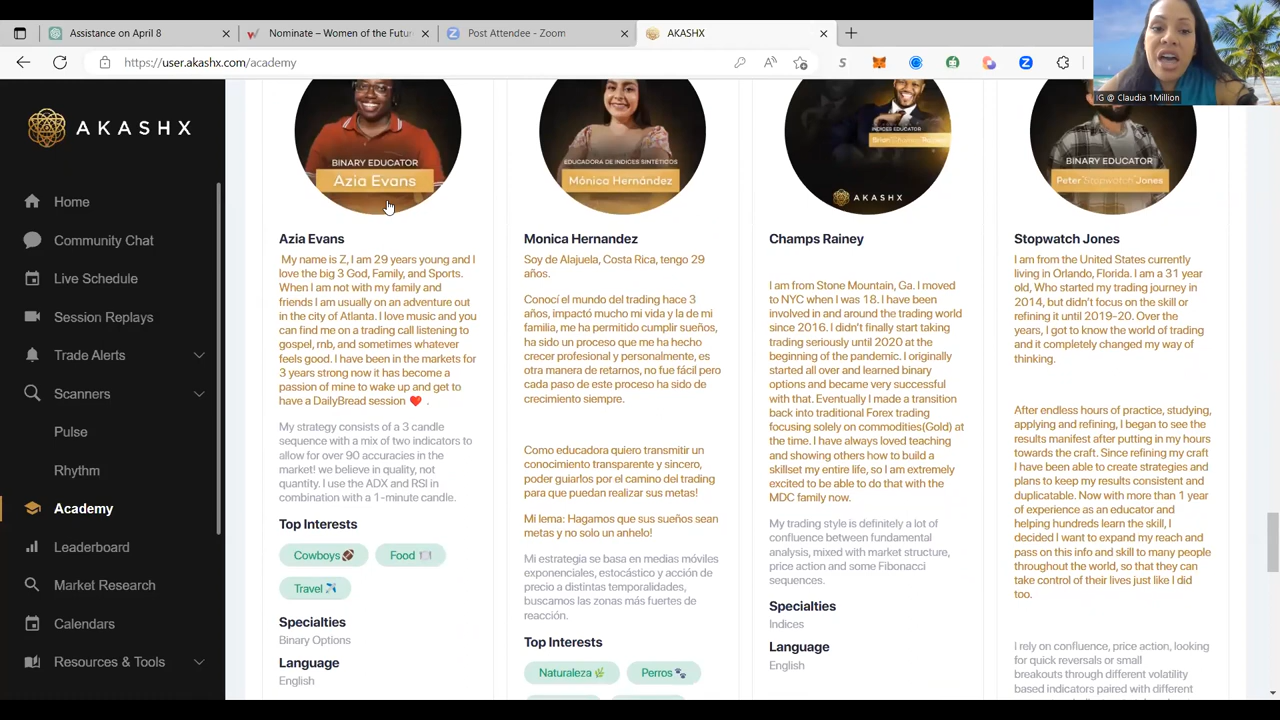 Assistance on April 8
Nominate – Women of the Futur
Post Attendee - Zoom
AKASHX
https://user.akashx.com/academy
IG @ Claudia 1Million
AKASHX
Home
Community Chat
Live Schedule
Session Replays
Trade Alerts
Scanners
Pulse
Rhythm
Academy
Leaderboard
Market Research
Calendars
Resources & Tools
BINARY EDUCATOR
Azia Evans
Azia Evans
My name is Z, I am 29 years young and I
love the big 3 God, Family, and Sports.
When I am not with my family and
friends I am usually on an adventure out
in the city of Atlanta. I love music and you
can find me on a trading call listening to
gospel, rnb, and sometimes whatever
feels good. I have been in the markets for
3 years strong now it has become a
passion of mine to wake up and get to
have a DailyBread session ❤️ .
My strategy consists of a 3 candle
sequence with a mix of two indicators to
allow for over 90 accuracies in the
market! we believe in quality, not
quantity. I use the ADX and RSI in
combination with a 1-minute candle.
Top Interests
Cowboys🏈
Food 🍽️
Travel ✈️
Specialties
Binary Options
Language
English
EDUCADORA DE INDICES SINTÉTICOS
Mónica Hernández
Monica Hernandez
Soy de Alajuela, Costa Rica, tengo 29
años.
Conocí el mundo del trading hace 3
años, impactó mucho mi vida y la de mi
familia, me ha permitido cumplir sueños,
ha sido un proceso que me ha hecho
crecer profesional y personalmente, es
otra manera de retarnos, no fue fácil pero
cada paso de este proceso ha sido de
crecimiento siempre.
Como educadora quiero transmitir un
conocimiento transparente y sincero,
poder guiarlos por el camino del trading
para que puedan realizar sus metas!
Mi lema: Hagamos que sus sueños sean
metas y no solo un anhelo!
Mi estrategia se basa en medias móviles
exponenciales, estocástico y acción de
precio a distintas temporalidades,
buscamos las zonas más fuertes de
reacción.
Top Interests
Naturaleza🌿
Perros 🐾
INDICES EDUCATOR
AKASHX
Champs Rainey
I am from Stone Mountain, Ga. I moved
to NYC when I was 18. I have been
involved in and around the trading world
since 2016. I didn't finally start taking
trading seriously until 2020 at the
beginning of the pandemic. I originally
started all over and learned binary
options and became very successful
with that. Eventually I made a transition
back into traditional Forex trading
focusing solely on commodities(Gold) at
the time. I have always loved teaching
and showing others how to build a
skillset my entire life, so I am extremely
excited to be able to do that with the
MDC family now.
My trading style is definitely a lot of
confluence between fundamental
analysis, mixed with market structure,
price action and some Fibonacci
sequences.
Specialties
Indices
Language
English
BINARY EDUCATOR
Peter "Stopwatch" Jones
Stopwatch Jones
I am from the United States currently
living in Orlando, Florida. I am a 31 year
old, Who started my trading journey in
2014, but didn't focus on the skill or
refining it until 2019-20. Over the
years, I got to know the world of trading
and it completely changed my way of
thinking.
After endless hours of practice, studying,
applying and refining, I began to see the
results manifest after putting in my hours
towards the craft. Since refining my craft
I have been able to create strategies and
plans to keep my results consistent and
duplicatable. Now with more than 1 year
of experience as an educator and
helping hundreds learn the skill, I
decided I want to expand my reach and
pass on this info and skill to many people
throughout the world, so that they can
take control of their lives just like I did
too.
I rely on confluence, price action, looking
for quick reversals or small
breakouts through different volatility
based indicators paired with different